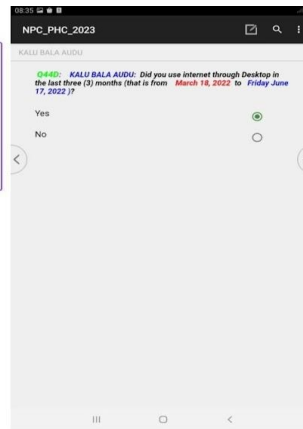 08:35
NPC_PHC_2023
KALU BALA AUDU
Q44D: KALU BALA AUDU: Did you use internet through Desktop in
the last three (3) months (that is from March 18, 2022 to Friday June
17, 2022 )?
Yes
No